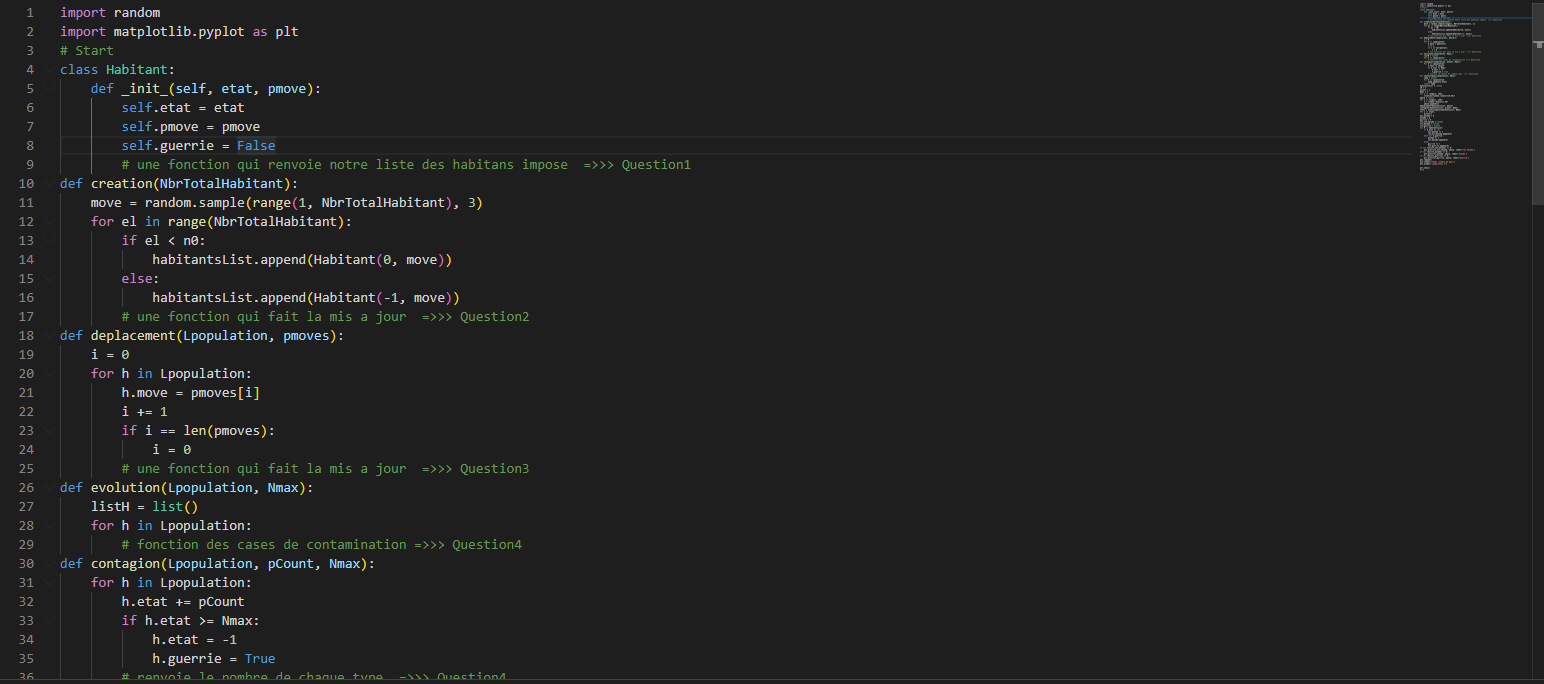 1 import random
2 import matplotlib.pyplot as plt
3 # Start
4 class Habitant:
5     def _init_(self, etat, pmove):
6         self.etat = etat
7         self.pmove = pmove
8         self.guerrie = False
9         # une fonction qui renvoie notre liste des habitans impose  =>>> Question1
10 def creation(NbrTotalHabitant):
11     move = random.sample(range(1, NbrTotalHabitant), 3)
12     for el in range(NbrTotalHabitant):
13         if el < n0:
14             habitantsList.append(Habitant(0, move))
15         else:
16             habitantsList.append(Habitant(-1, move))
17         # une fonction qui fait la mis a jour  =>>> Question2
18 def deplacement(Lpopulation, pmoves):
19     i = 0
20     for h in Lpopulation:
21         h.move = pmoves[i]
22         i += 1
23         if i == len(pmoves):
24             i = 0
25         # une fonction qui fait la mis a jour  =>>> Question3
26 def evolution(Lpopulation, Nmax):
27     listH = list()
28     for h in Lpopulation:
29         # fonction des cases de contamination =>>> Question4
30 def contagion(Lpopulation, pCount, Nmax):
31     for h in Lpopulation:
32         h.etat += pCount
33         if h.etat >= Nmax:
34             h.etat = -1
35             h.guerrie = True
36         # renvoie le nombre de chaque type  =>>> Question4